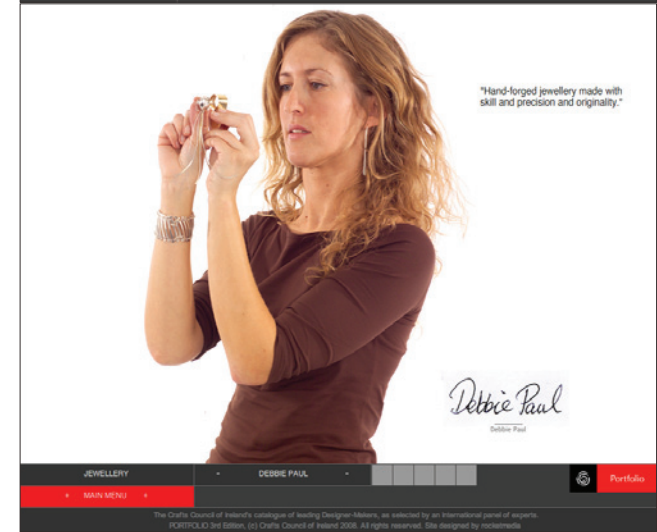 "Hand-forged jewellery made with
skill and precision and originality."
Debbie Paul
Debbie Paul
JEWELLERY
- DEBBIE PAUL -
Portfolio
MAIN MENU
The Crafts Council of Ireland's catalogue of leading Designer-Makers, as selected by an international panel of experts.
PORTFOLIO 3rd Edition, (c) Crafts Council of Ireland 2008. All rights reserved. Site designed by rocketmedia